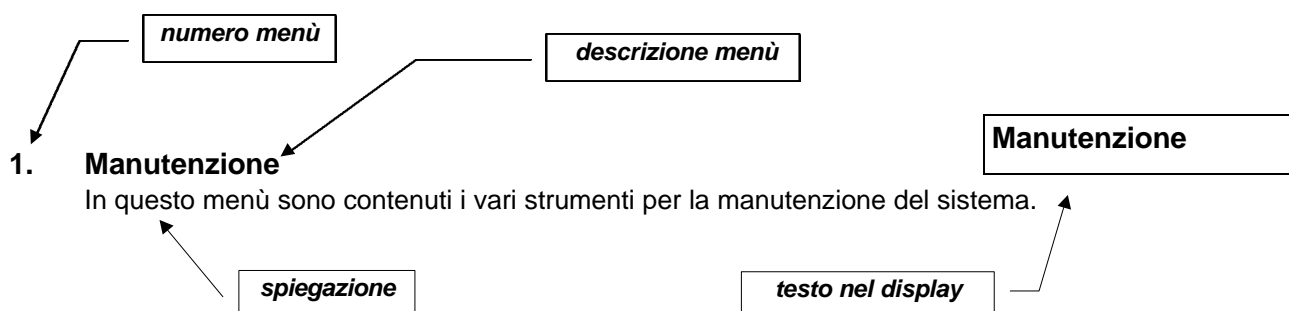 numero menù
descrizione menù
Manutenzione
1. Manutenzione
In questo menù sono contenuti i vari strumenti per la manutenzione del sistema.
spiegazione
testo nel display